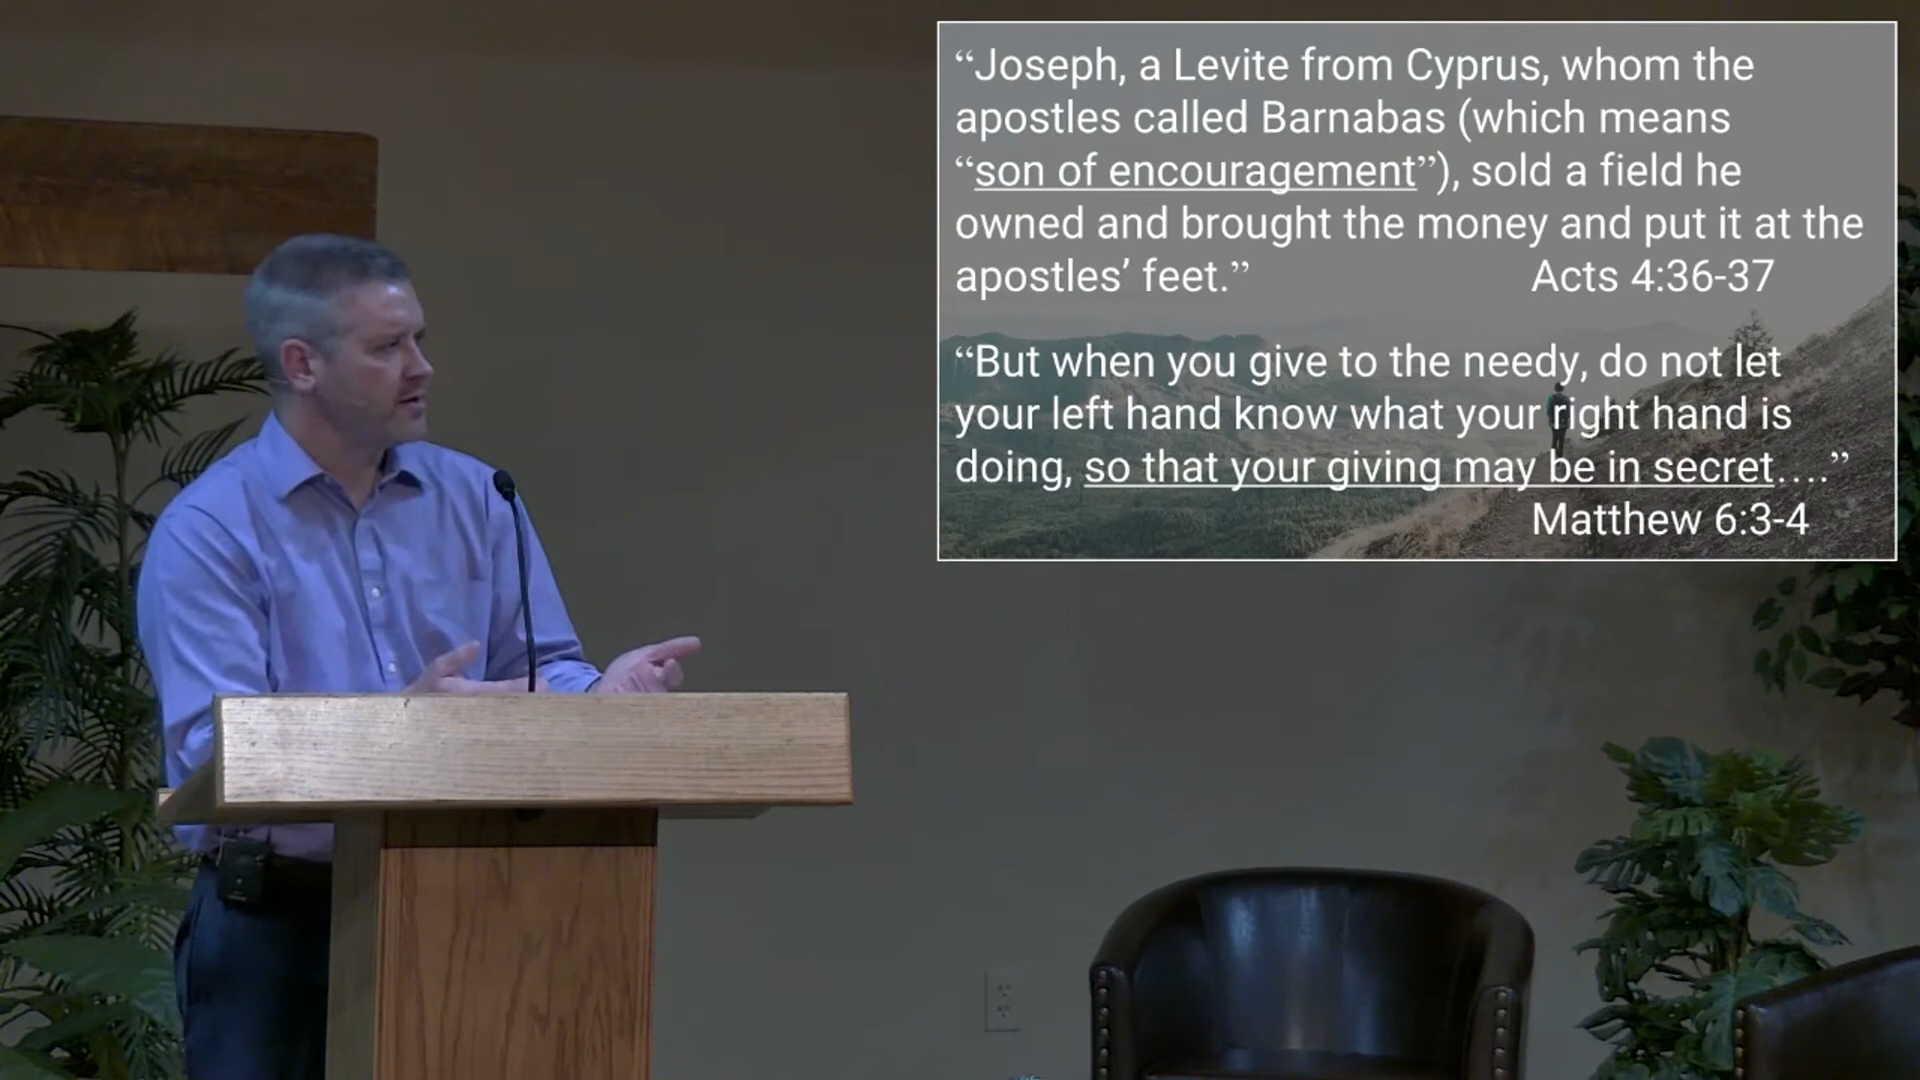 “Joseph, a Levite from Cyprus, whom the
apostles called Barnabas (which means
“son of encouragement”), sold a field he
owned and brought the money and put it at the
apostles’ feet.” Acts 4:36-37
“But when you give to the needy, do not let
your left hand know what your right hand is
doing, so that your giving may be in secret….”
Matthew 6:3-4